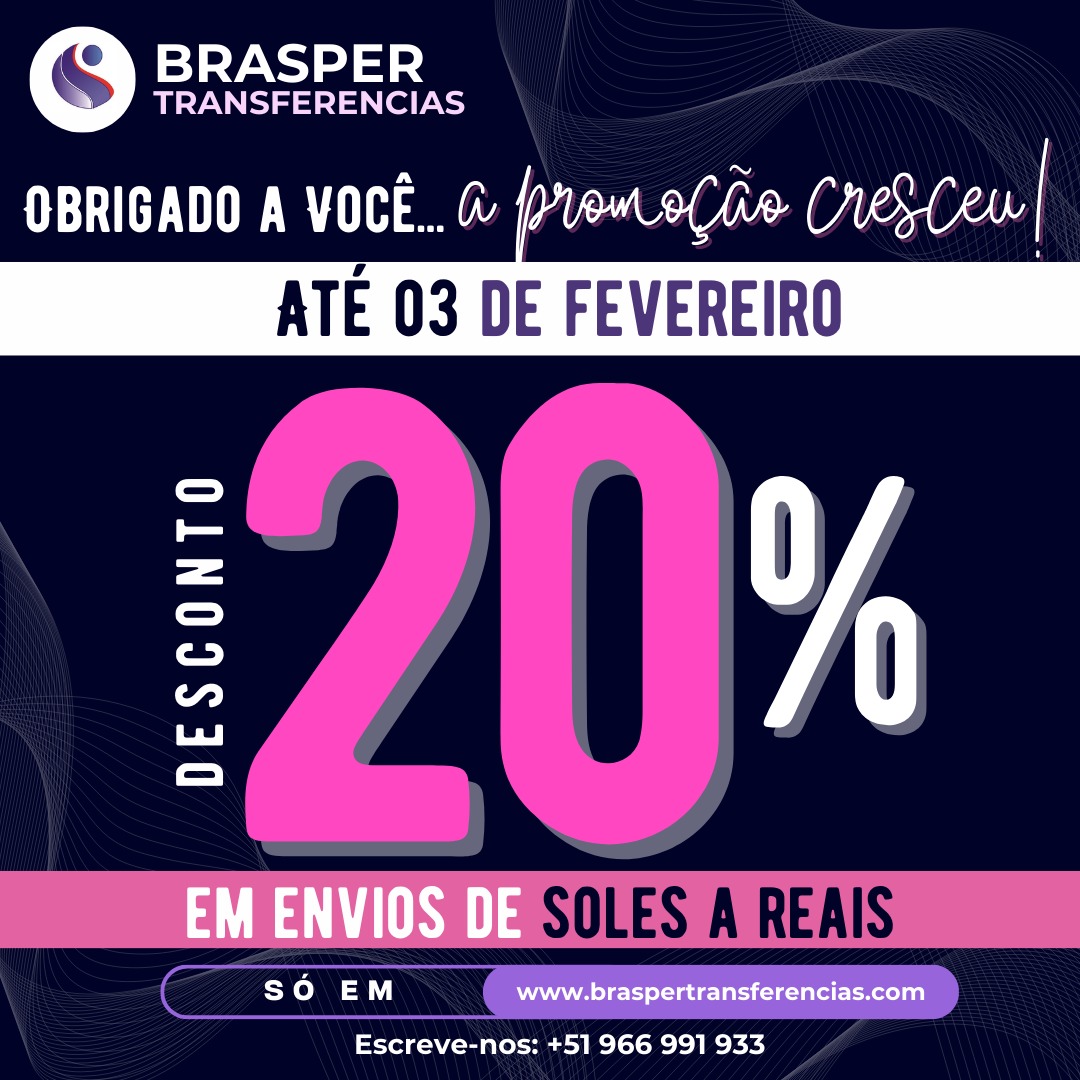 BRASPER
TRANSFERENCIAS
OBRIGADO A VOCÊ... a promoção cresceu!
ATÉ 03 DE FEVEREIRO
DESCONTO
20%
EM ENVIOS DE SOLES A REAIS
SÓ EM www.braspertransferencias.com
Escreve-nos: +51 966 991 933